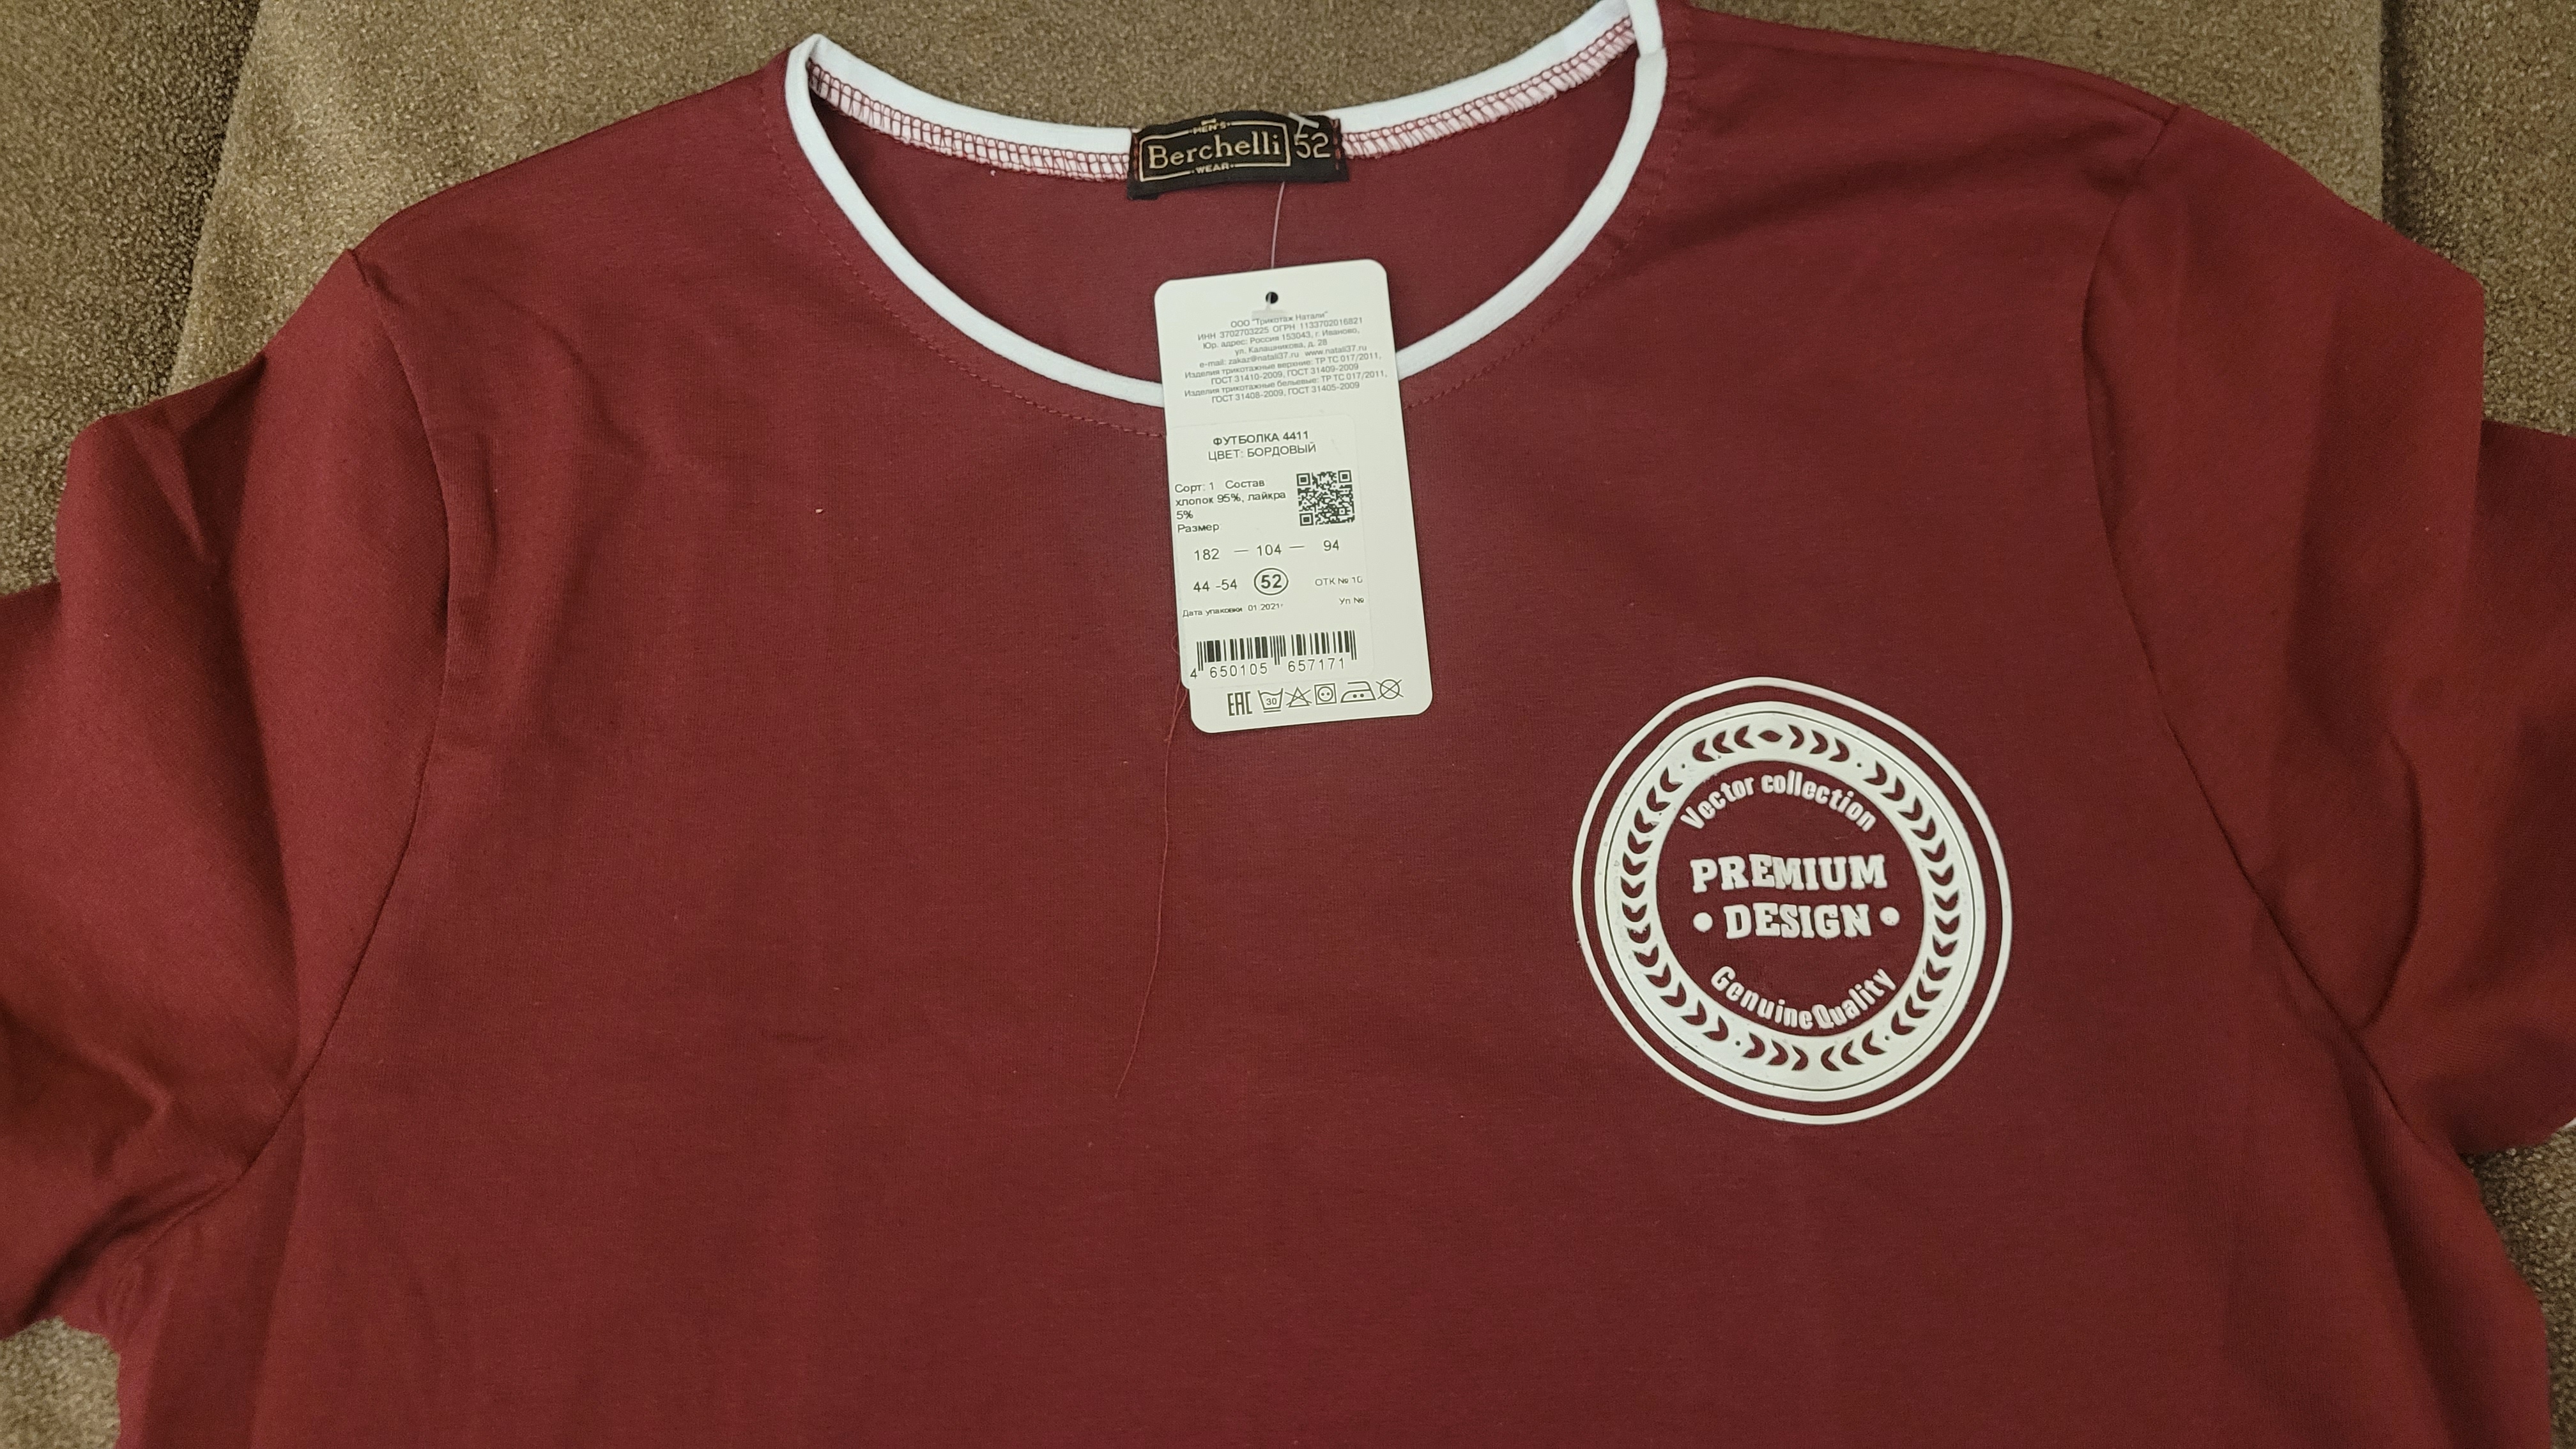 MEN'S
Berchelli 52
WEAR
ООО "Трикотаж Натали"
ИНН 3702703225 ОГРН 1133702016821
Юр. адрес: Россия 153043, г. Иваново,
ул. Калашникова, д. 28
e-mail: zakaz@natali37.ru www.natali37.ru
Изделия трикотажные верхние: ТР ТС 017/2011,
ГОСТ 31410-2009, ГОСТ 31409-2009
Изделия трикотажные бельевые: ТР ТС 017/2011,
ГОСТ 31408-2009, ГОСТ 31405-2009
ФУТБОЛКА 4411
ЦВЕТ: БОРДОВЫЙ
Сорт: 1 Состав
хлопок 95%, лайкра
5%
Размер
182 — 104 — 94
44 -54 52 ОТК № 10
Дата упаковки 01.2021г Уп №
4 650105 657171
EAC 30
Vector collection
PREMIUM
• DESIGN •
Genuine Quality